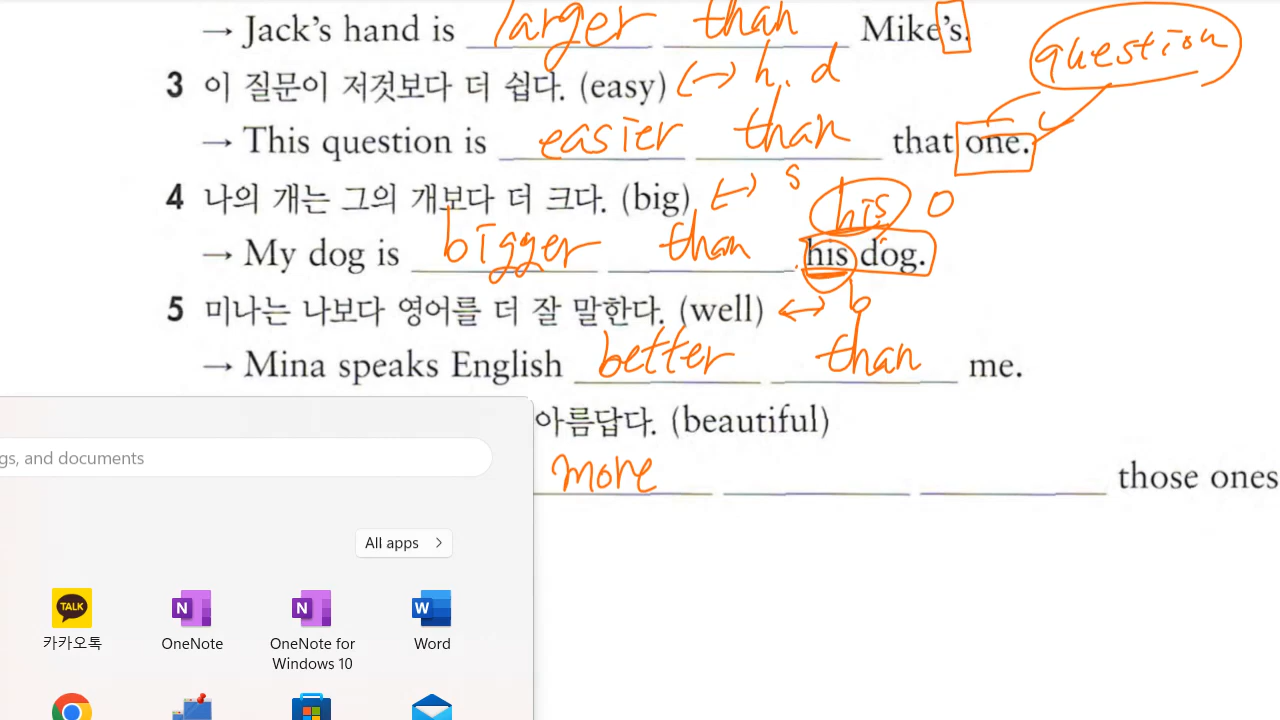 → Jack's hand is larger than Mike's.
question
3 이 질문이 저것보다 더 쉽다. (easy) ↔ h. d
→ This question is easier than that one.
4 나의 개는 그의 개보다 더 크다. (big) ↔ s
his O
→ My dog is bigger than his dog.
5 미나는 나보다 영어를 더 잘 말한다. (well) ↔ b
→ Mina speaks English better than me.
아름답다. (beautiful)
more those ones
gs, and documents
All apps >
TALK N N W
카카오톡 OneNote OneNote for Windows 10 Word